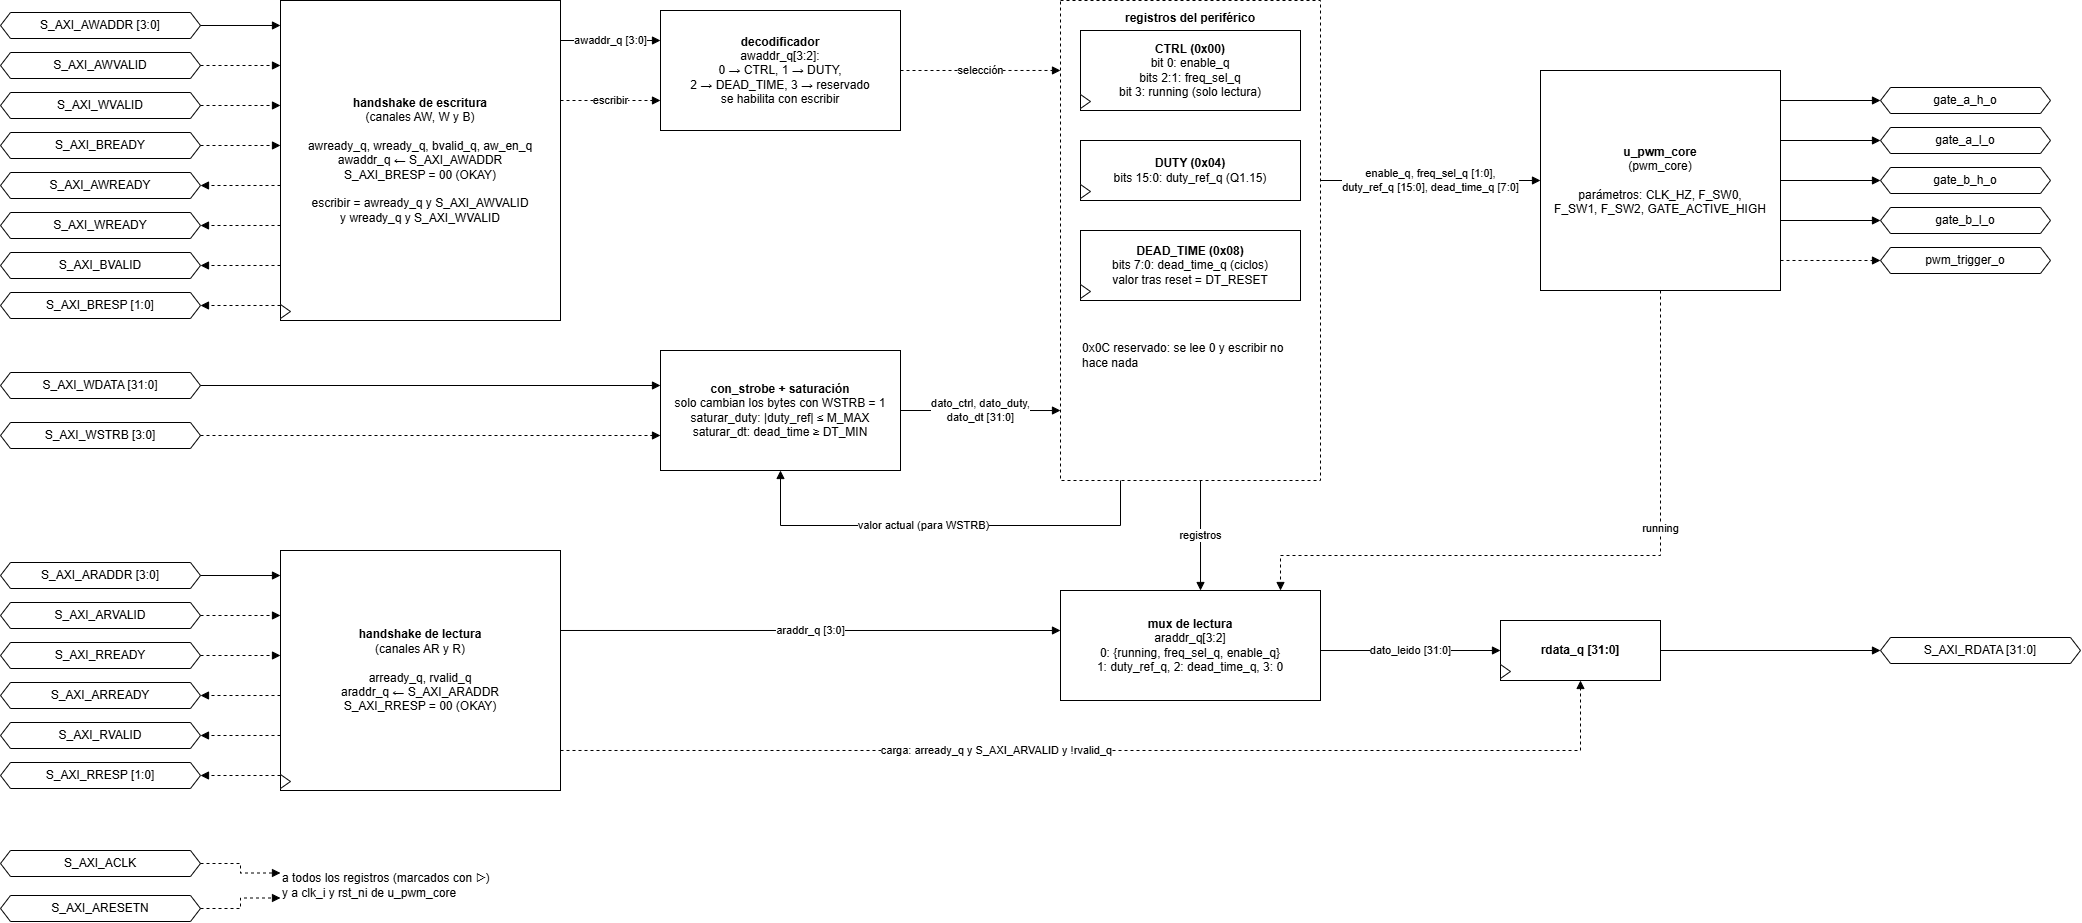 S_AXI_AWADDR [3:0]
S_AXI_AWVALID
S_AXI_WVALID
S_AXI_BREADY
S_AXI_AWREADY
S_AXI_WREADY
S_AXI_BVALID
S_AXI_BRESP [1:0]
handshake de escritura
(canales AW, W y B)
awready_q, wready_q, bvalid_q, aw_en_q
awaddr_q ← S_AXI_AWADDR
S_AXI_BRESP = 00 (OKAY)
escribir = awready_q y S_AXI_AWVALID
y wready_q y S_AXI_WVALID
awaddr_q [3:0]
escribir
decodificador
awaddr_q[3:2]:
0 → CTRL, 1 → DUTY,
2 → DEAD_TIME, 3 → reservado
se habilita con escribir
selección
registros del periférico
CTRL (0x00)
bit 0: enable_q
bits 2:1: freq_sel_q
bit 3: running (solo lectura)
DUTY (0x04)
bits 15:0: duty_ref_q (Q1.15)
DEAD_TIME (0x08)
bits 7:0: dead_time_q (ciclos)
valor tras reset = DT_RESET
0x0C reservado: se lee 0 y escribir no
hace nada
enable_q, freq_sel_q [1:0],
duty_ref_q [15:0], dead_time_q [7:0]
u_pwm_core
(pwm_core)
parámetros: CLK_HZ, F_SW0,
F_SW1, F_SW2, GATE_ACTIVE_HIGH
gate_a_h_o
gate_a_l_o
gate_b_h_o
gate_b_l_o
pwm_trigger_o
S_AXI_WDATA [31:0]
S_AXI_WSTRB [3:0]
con_strobe + saturación
solo cambian los bytes con WSTRB = 1
saturar_duty: |duty_ref| ≤ M_MAX
saturar_dt: dead_time ≥ DT_MIN
dato_ctrl, dato_duty,
dato_dt [31:0]
valor actual (para WSTRB)
registros
running
S_AXI_ARADDR [3:0]
S_AXI_ARVALID
S_AXI_RREADY
S_AXI_ARREADY
S_AXI_RVALID
S_AXI_RRESP [1:0]
handshake de lectura
(canales AR y R)
arready_q, rvalid_q
araddr_q ← S_AXI_ARADDR
S_AXI_RRESP = 00 (OKAY)
araddr_q [3:0]
mux de lectura
araddr_q[3:2]
0: {running, freq_sel_q, enable_q}
1: duty_ref_q, 2: dead_time_q, 3: 0
dato_leido [31:0]
rdata_q [31:0]
S_AXI_RDATA [31:0]
carga: arready_q y S_AXI_ARVALID y !rvalid_q
S_AXI_ACLK
S_AXI_ARESETN
a todos los registros (marcados con ▷)
y a clk_i y rst_ni de u_pwm_core